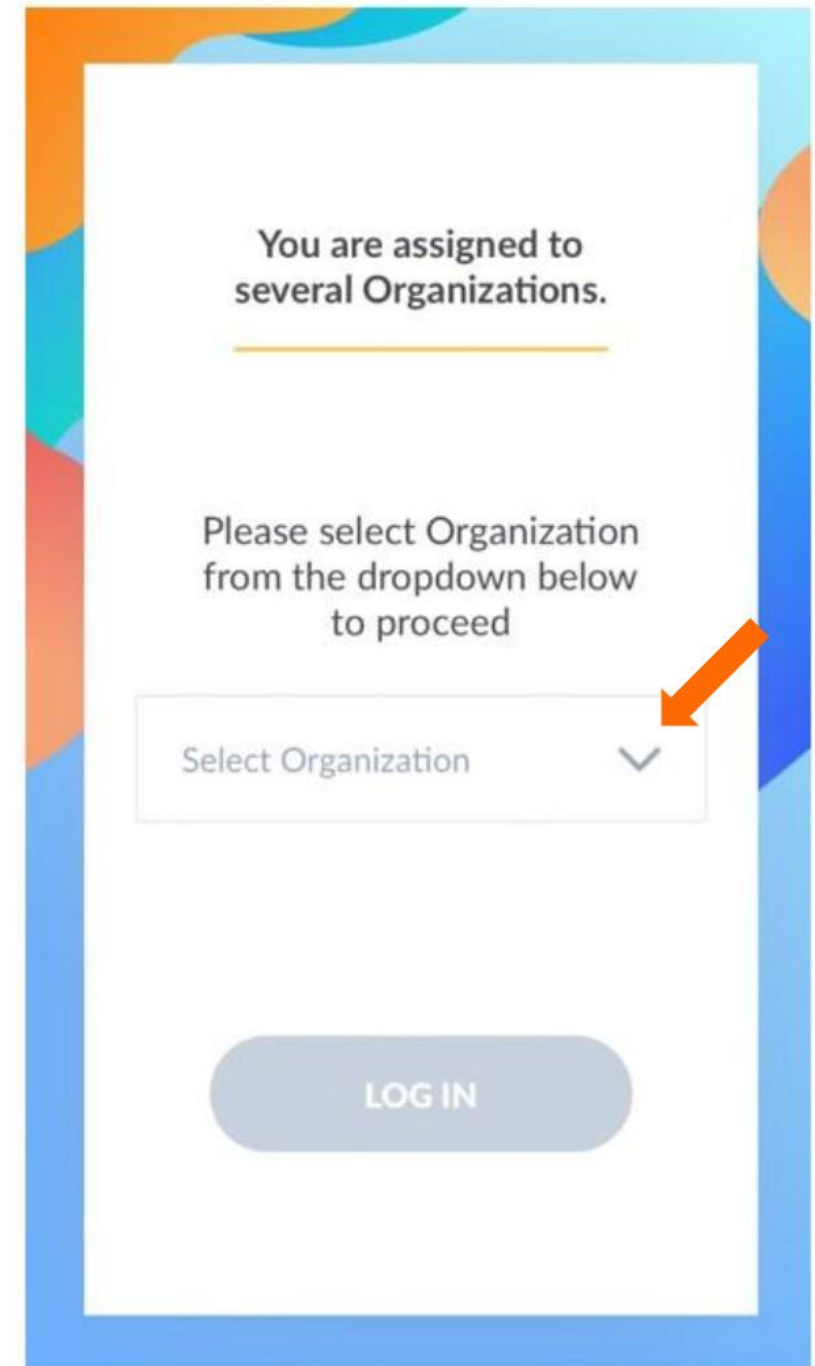 You are assigned to
several Organizations.
Please select Organization
from the dropdown below
to proceed
Select Organization
LOG IN